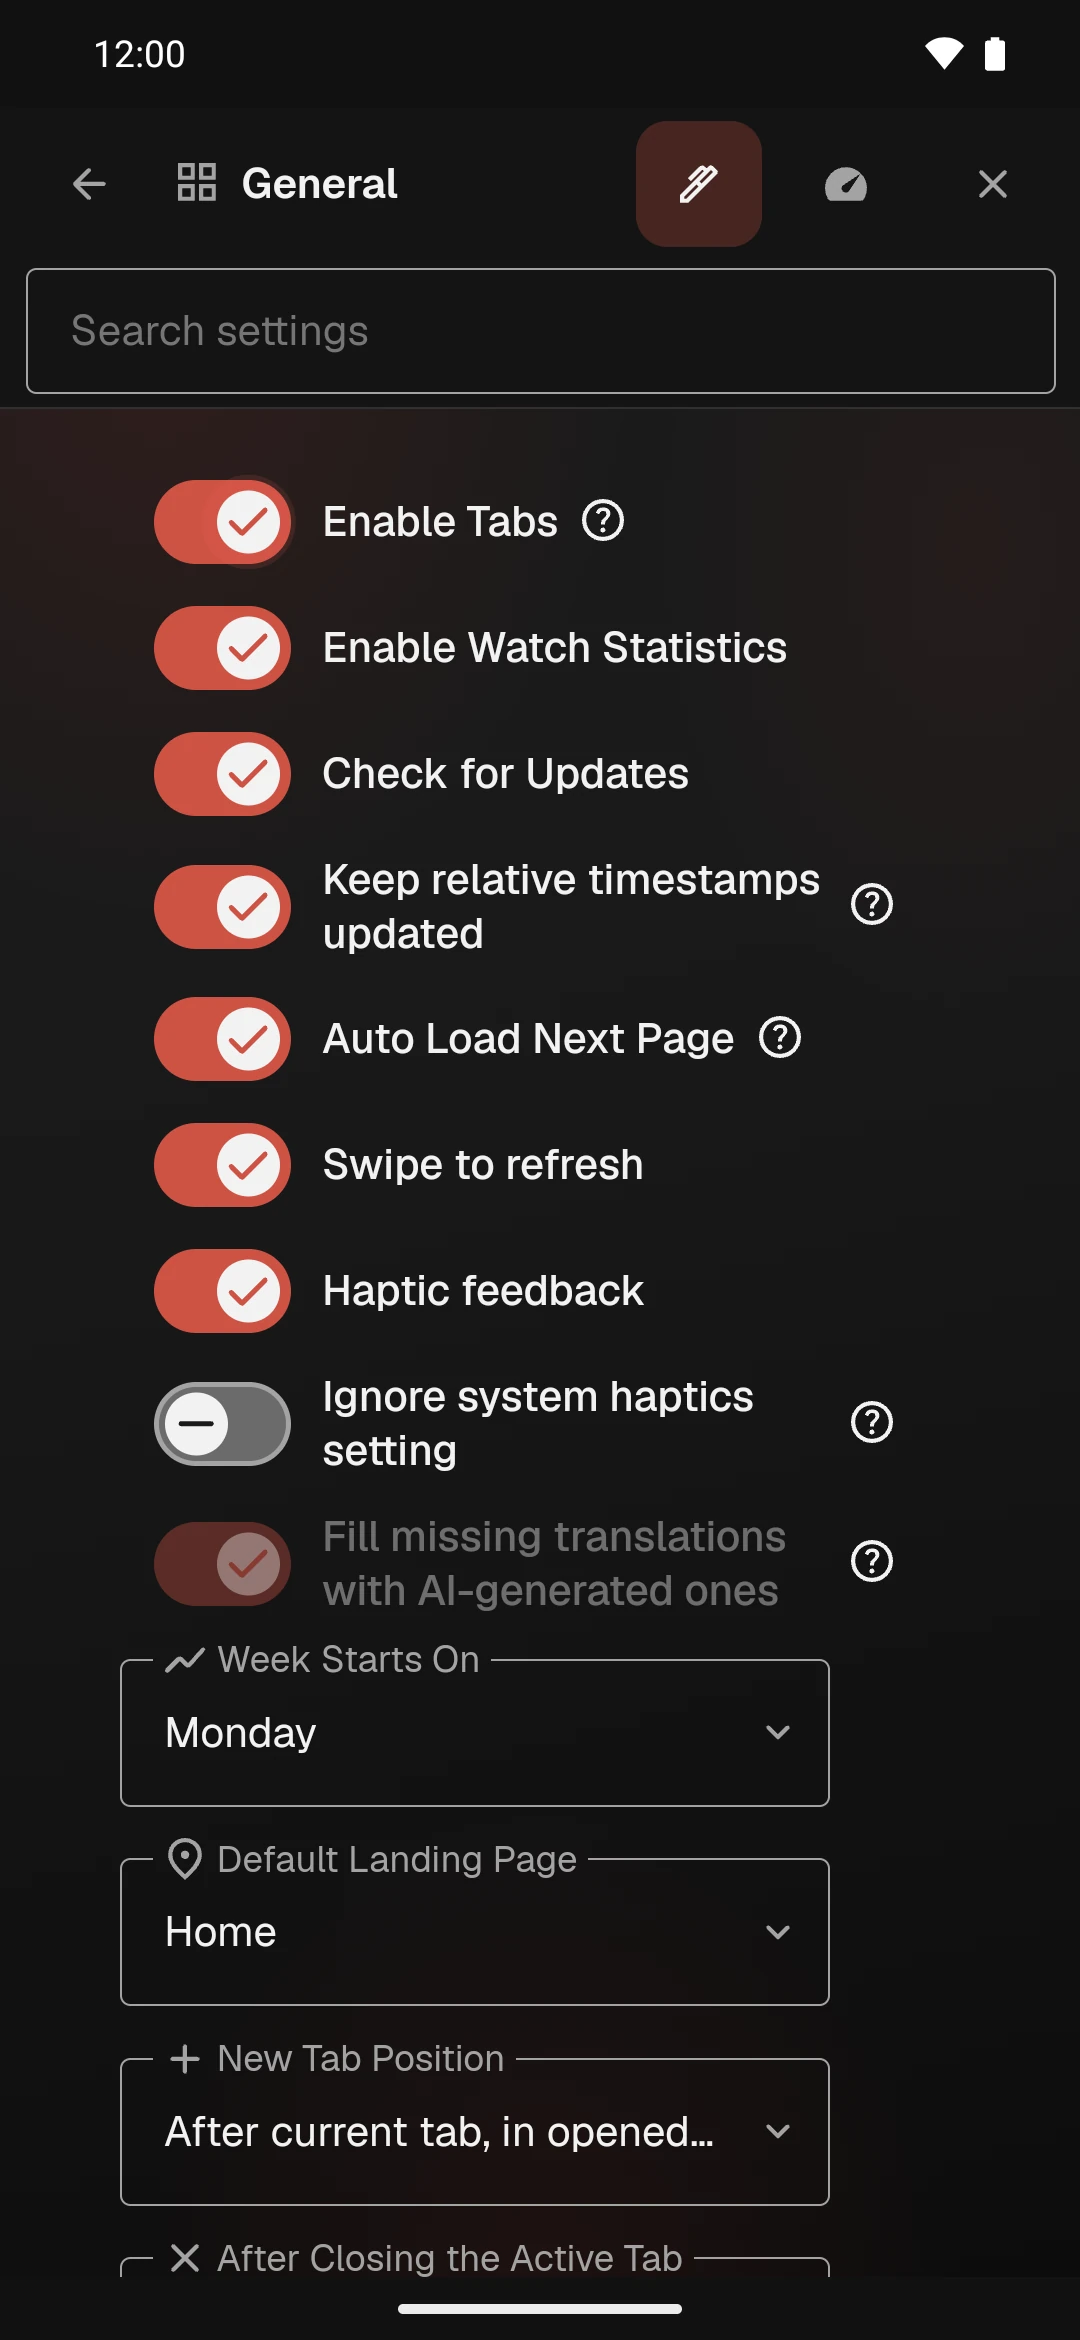 12:00
General
Search settings
Enable Tabs
Enable Watch Statistics
Check for Updates
Keep relative timestamps
updated
Auto Load Next Page
Swipe to refresh
Haptic feedback
Ignore system haptics
setting
Fill missing translations
with AI-generated ones
Week Starts On
Monday
Default Landing Page
Home
New Tab Position
After current tab, in opened...
After Closing the Active Tab